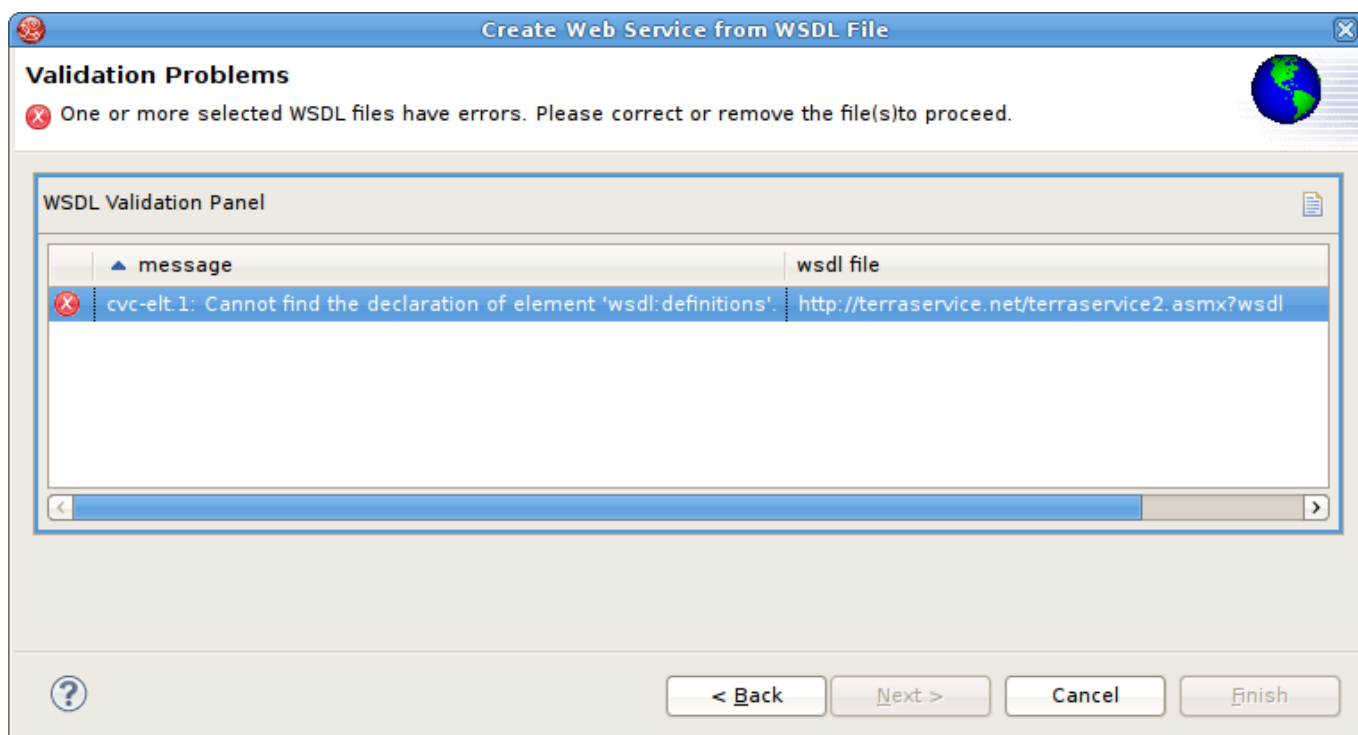 Create Web Service from WSDL File
Validation Problems
One or more selected WSDL files have errors. Please correct or remove the file(s)to proceed.
WSDL Validation Panel
message wsdl file
cvc-elt.1: Cannot find the declaration of element 'wsdl:definitions'. http://terraservice.net/terraservice2.asmx?wsdl
< Back Next > Cancel Finish